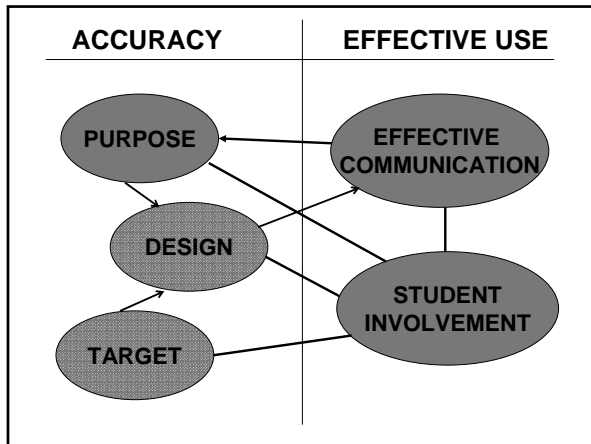 ACCURACY
EFFECTIVE USE
PURPOSE
EFFECTIVE
COMMUNICATION
DESIGN
STUDENT
INVOLVEMENT
TARGET